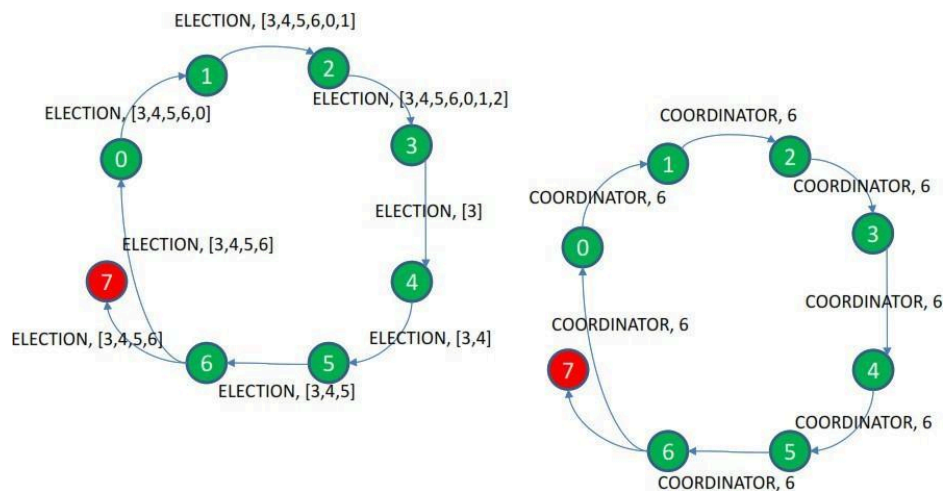 ELECTION, [3,4,5,6,0,1]
1
2
ELECTION, [3,4,5,6,0]
ELECTION, [3,4,5,6,0,1,2]
0
3
ELECTION, [3]
ELECTION, [3,4,5,6]
7
4
ELECTION, [3,4,5,6]
ELECTION, [3,4]
6
5
ELECTION, [3,4,5]
COORDINATOR, 6
1
2
COORDINATOR, 6
COORDINATOR, 6
0
3
COORDINATOR, 6
COORDINATOR, 6
7
4
COORDINATOR, 6
6
5
COORDINATOR, 6